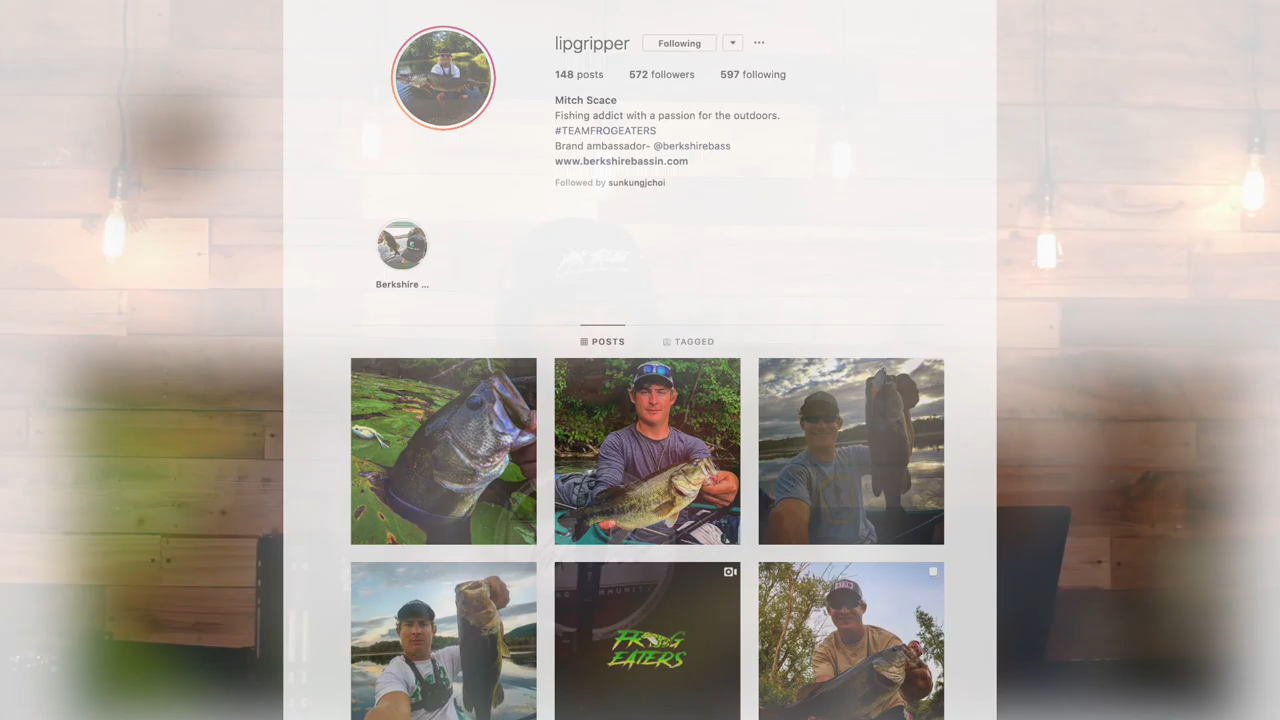 lipgripper Following
148 posts 572 followers 597 following
Mitch Scace
Fishing addict with a passion for the outdoors.
#TEAMFROGEATERS
Brand ambassador- @berkshirebass
www.berkshirebassin.com
Followed by sunkungjchoi
Berkshire ...
POSTS TAGGED
FROG
EATERS